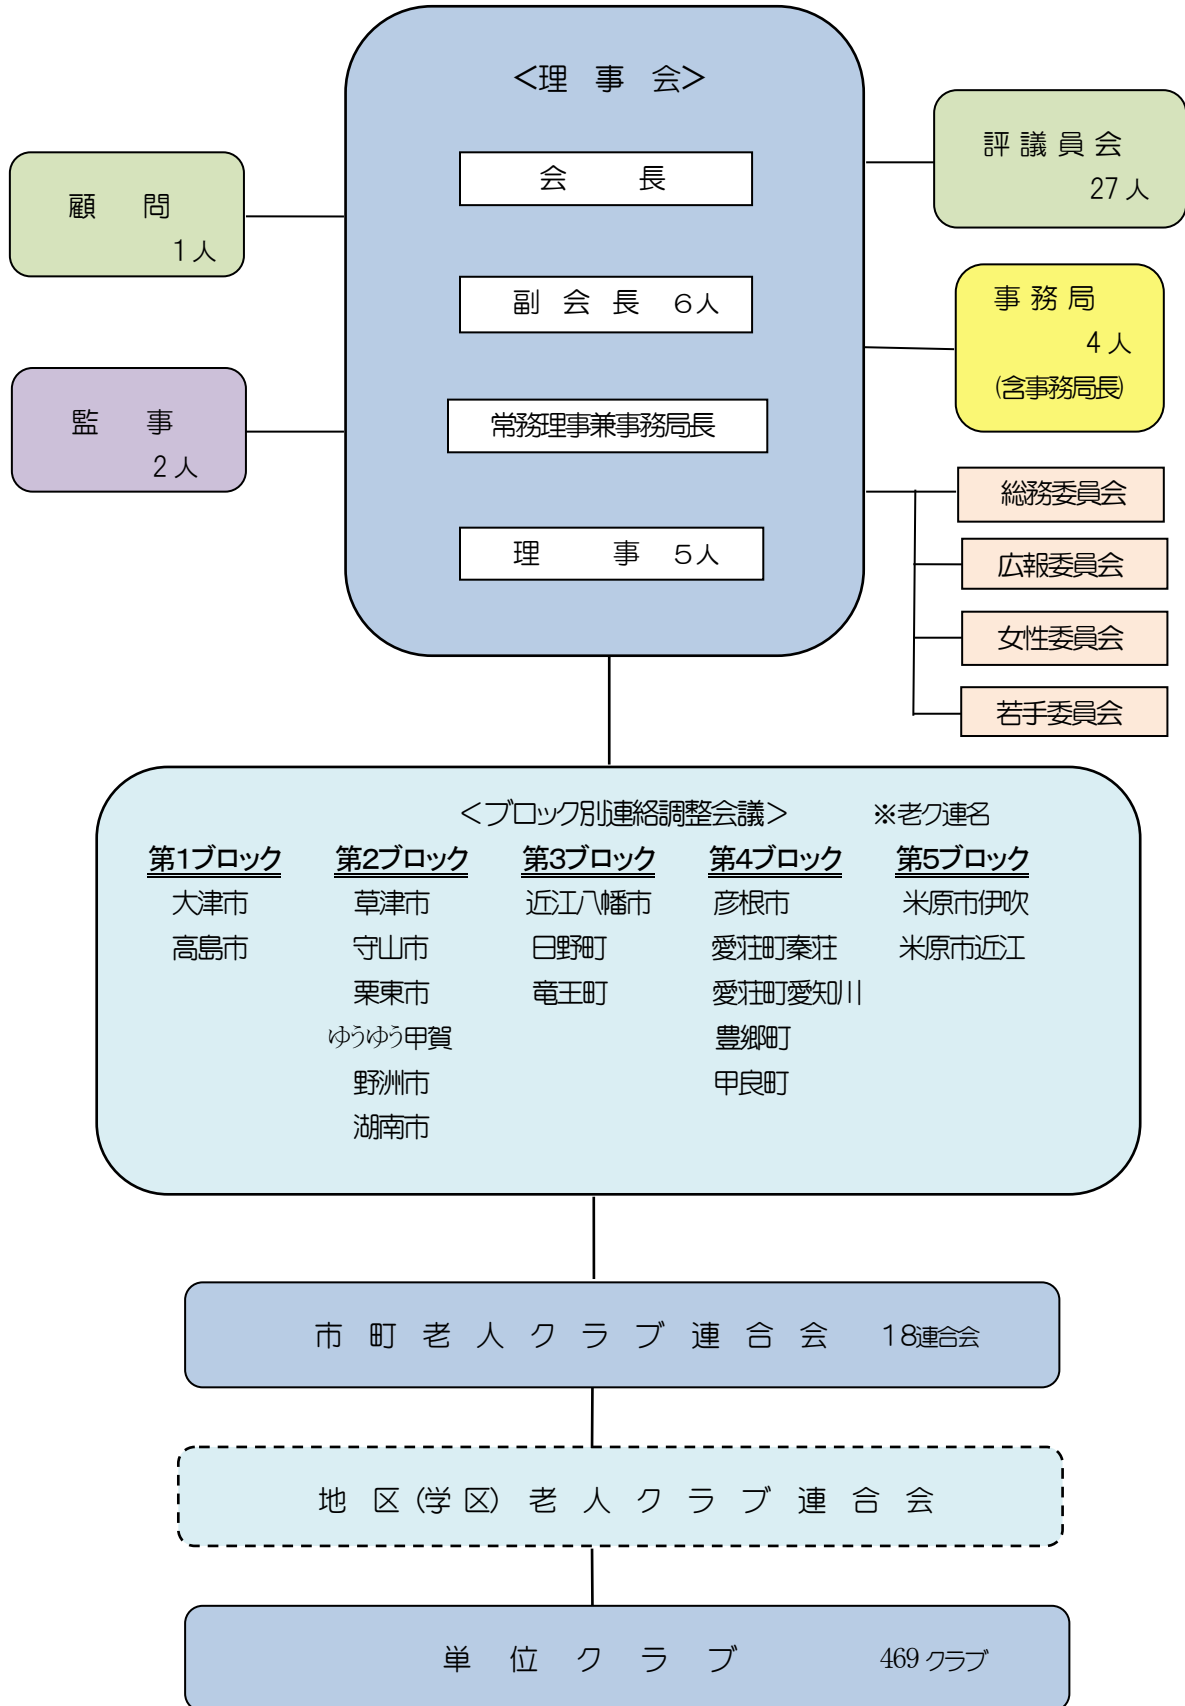 <理 事 会>
会 長
副 会 長 6人
常務理事兼事務局長
理 事 5人
顧 問
1人
監 事
2人
評議員会
27人
事務局
4人
(含事務局長)
総務委員会
広報委員会
女性委員会
若手委員会
<ブロック別連絡調整会議> ※老ク連名
第1ブロック 第2ブロック 第3ブロック 第4ブロック 第5ブロック
大津市 草津市 近江八幡市 彦根市 米原市伊吹
高島市 守山市 日野町 愛荘町秦荘 米原市近江
栗東市 竜王町 愛荘町愛知川
ゆうゆう甲賀 豊郷町
野洲市 甲良町
湖南市
市 町 老 人 ク ラ ブ 連 合 会 18連合会
地 区(学 区) 老 人 ク ラ ブ 連 合 会
単 位 ク ラ ブ 469クラブ